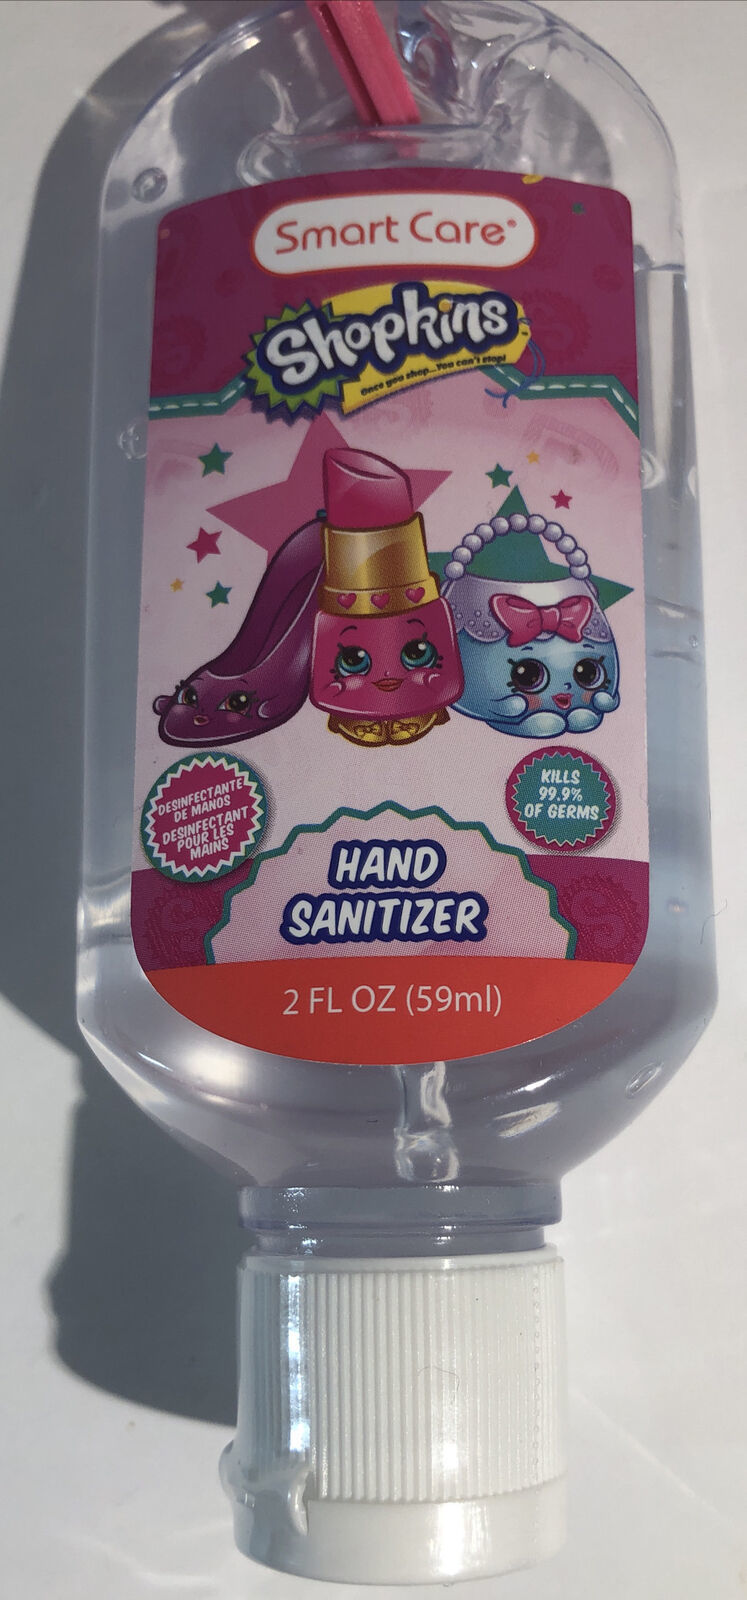 Smart Care®
Shopkins
Once you shop...You can't stop!
DESINFECTANTE
DE MANOS
DESINFECTANT
POUR LES
MAINS
KILLS
99.9%
OF GERMS
HAND
SANITIZER
2 FL OZ (59ml)